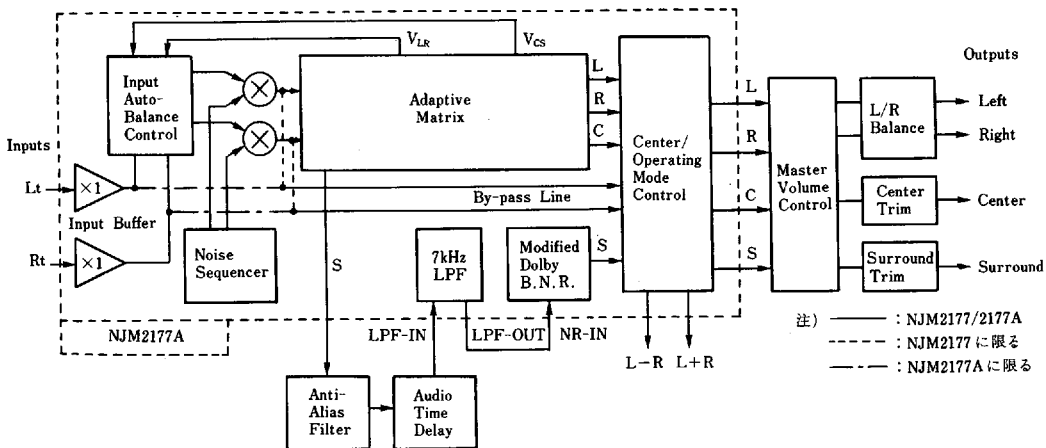 V_LR
V_CS
Outputs
Input
Auto-
Balance
Control
Adaptive
Matrix
L
R
C
Center/
Operating
Mode
Control
L
R
C
S
Master
Volume
Control
L/R
Balance
Left
Right
Center
Trim
Center
Surround
Trim
Surround
Inputs
Lt
×1
Input Buffer
Rt
×1
Noise
Sequencer
By-pass Line
S
7kHz
LPF
Modified
Dolby
B.N.R.
S
NJM2177A
LPF-IN
LPF-OUT
NR-IN
L−R
L+R
Anti-
Alias
Filter
Audio
Time
Delay
注) ——— : NJM2177/2177A
------ : NJM2177に限る
—・— : NJM2177Aに限る